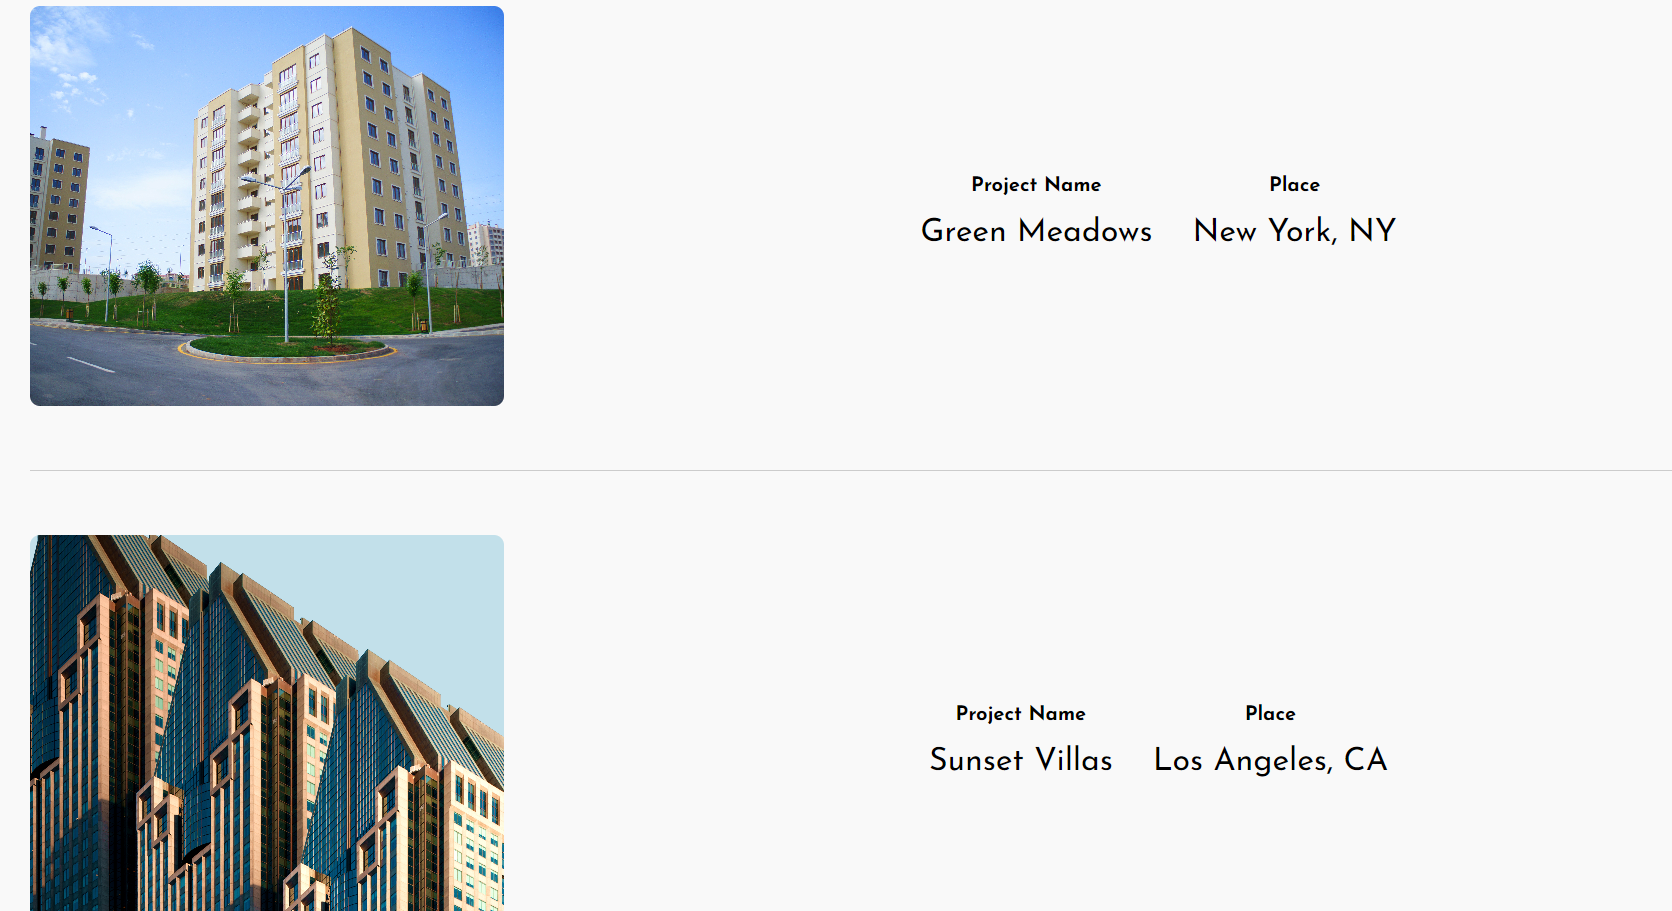 Project Name Place
Green Meadows New York, NY
Project Name Place
Sunset Villas Los Angeles, CA